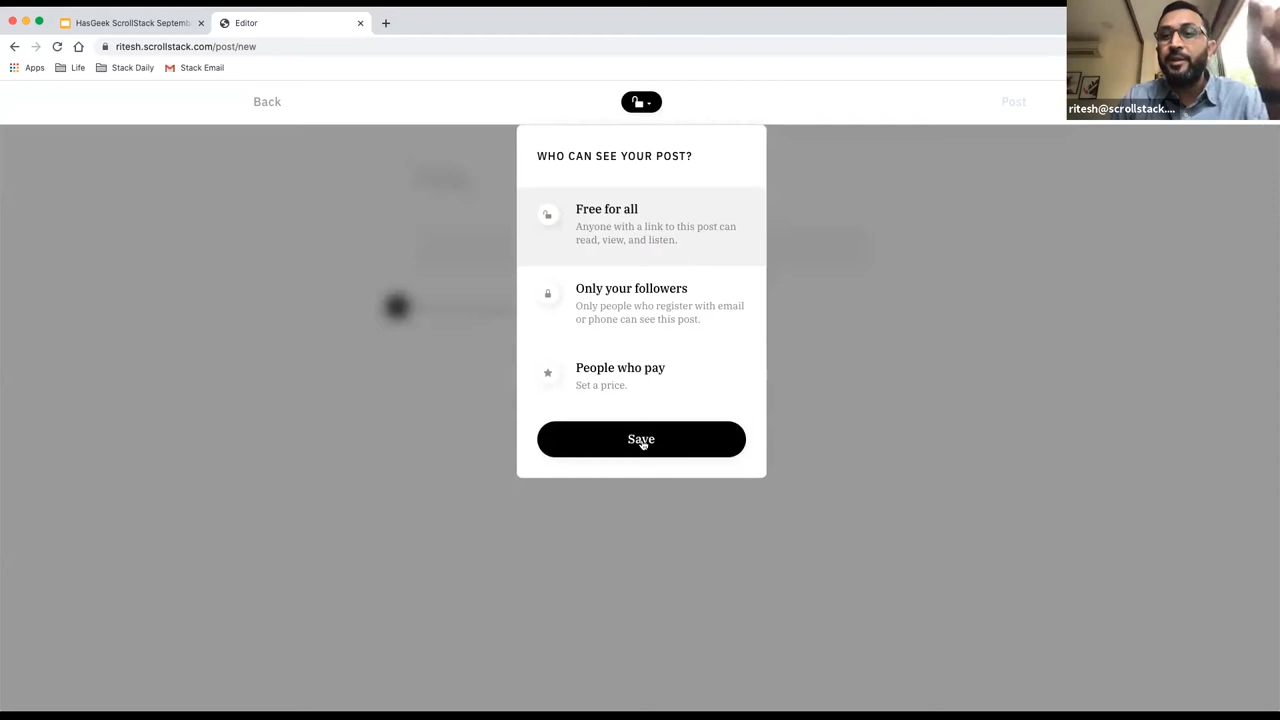 HasGeek ScrollStack Septemb
Editor
ritesh.scrollstack.com/post/new
Apps
Life
Stack Daily
Stack Email
ritesh@scrollstack....
Back
Post
WHO CAN SEE YOUR POST?
Free for all
Anyone with a link to this post can
read, view, and listen.
Only your followers
Only people who register with email
or phone can see this post.
People who pay
Set a price.
Save